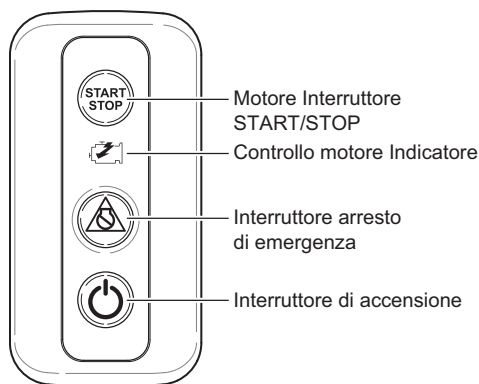 START
STOP
Motore Interruttore
START/STOP
Controllo motore Indicatore
Interruttore arresto
di emergenza
Interruttore di accensione